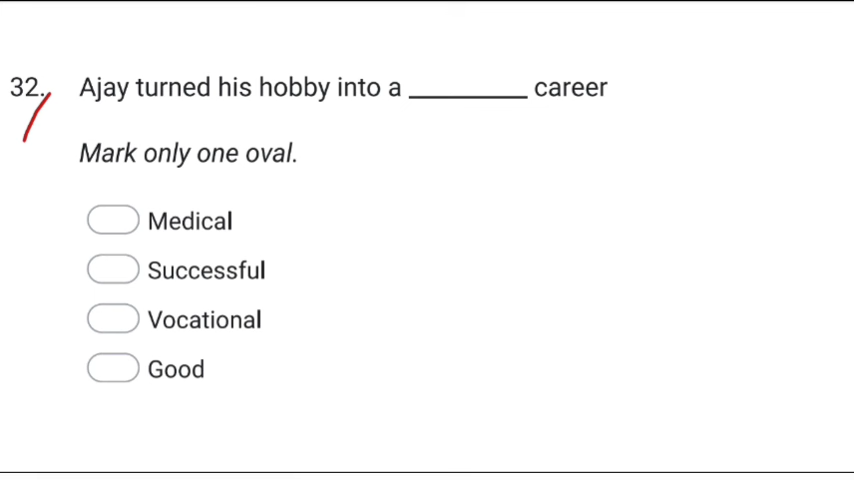 32. Ajay turned his hobby into a _________ career
Mark only one oval.
Medical
Successful
Vocational
Good